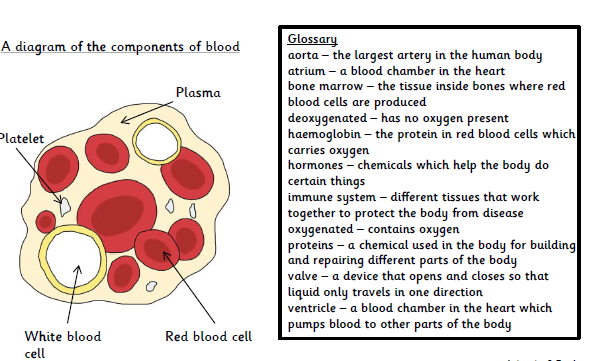 A diagram of the components of blood
Plasma
Platelet
White blood
cell
Red blood cell
Glossary
aorta – the largest artery in the human body
atrium – a blood chamber in the heart
bone marrow – the tissue inside bones where red
blood cells are produced
deoxygenated – has no oxygen present
haemoglobin – the protein in red blood cells which
carries oxygen
hormones – chemicals which help the body do
certain things
immune system – different tissues that work
together to protect the body from disease
oxygenated – contains oxygen
proteins – a chemical used in the body for building
and repairing different parts of the body
valve – a device that opens and closes so that
liquid only travels in one direction
ventricle – a blood chamber in the heart which
pumps blood to other parts of the body